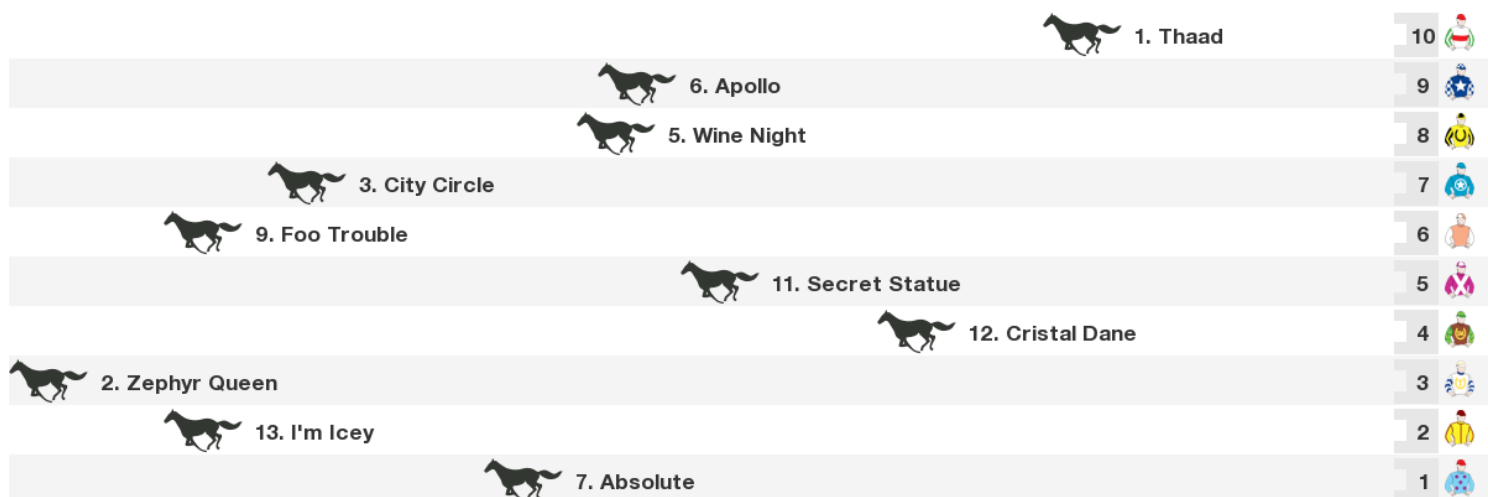 1. Thaad 10
6. Apollo 9
5. Wine Night 8
3. City Circle 7
9. Foo Trouble 6
11. Secret Statue 5
12. Cristal Dane 4
2. Zephyr Queen 3
13. I'm Icey 2
7. Absolute 1